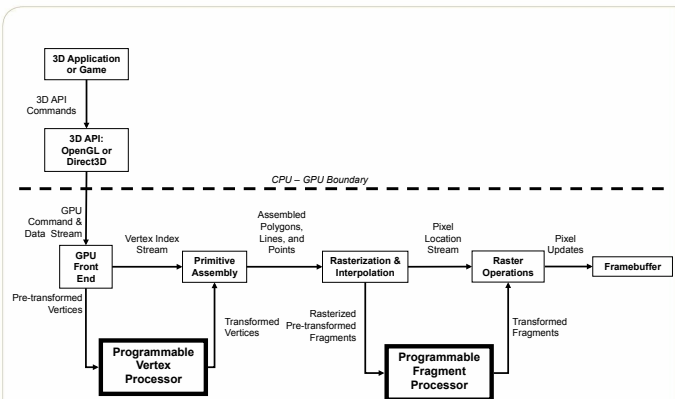 3D Application
or Game
3D API
Commands
3D API:
OpenGL or
Direct3D
CPU – GPU Boundary
GPU
Command &
Data Stream
Vertex Index
Stream
Assembled
Polygons,
Lines, and
Points
Pixel
Location
Stream
Pixel
Updates
GPU
Front
End
Primitive
Assembly
Rasterization &
Interpolation
Raster
Operations
Framebuffer
Pre-transformed
Vertices
Transformed
Vertices
Rasterized
Pre-transformed
Fragments
Transformed
Fragments
Programmable
Vertex
Processor
Programmable
Fragment
Processor